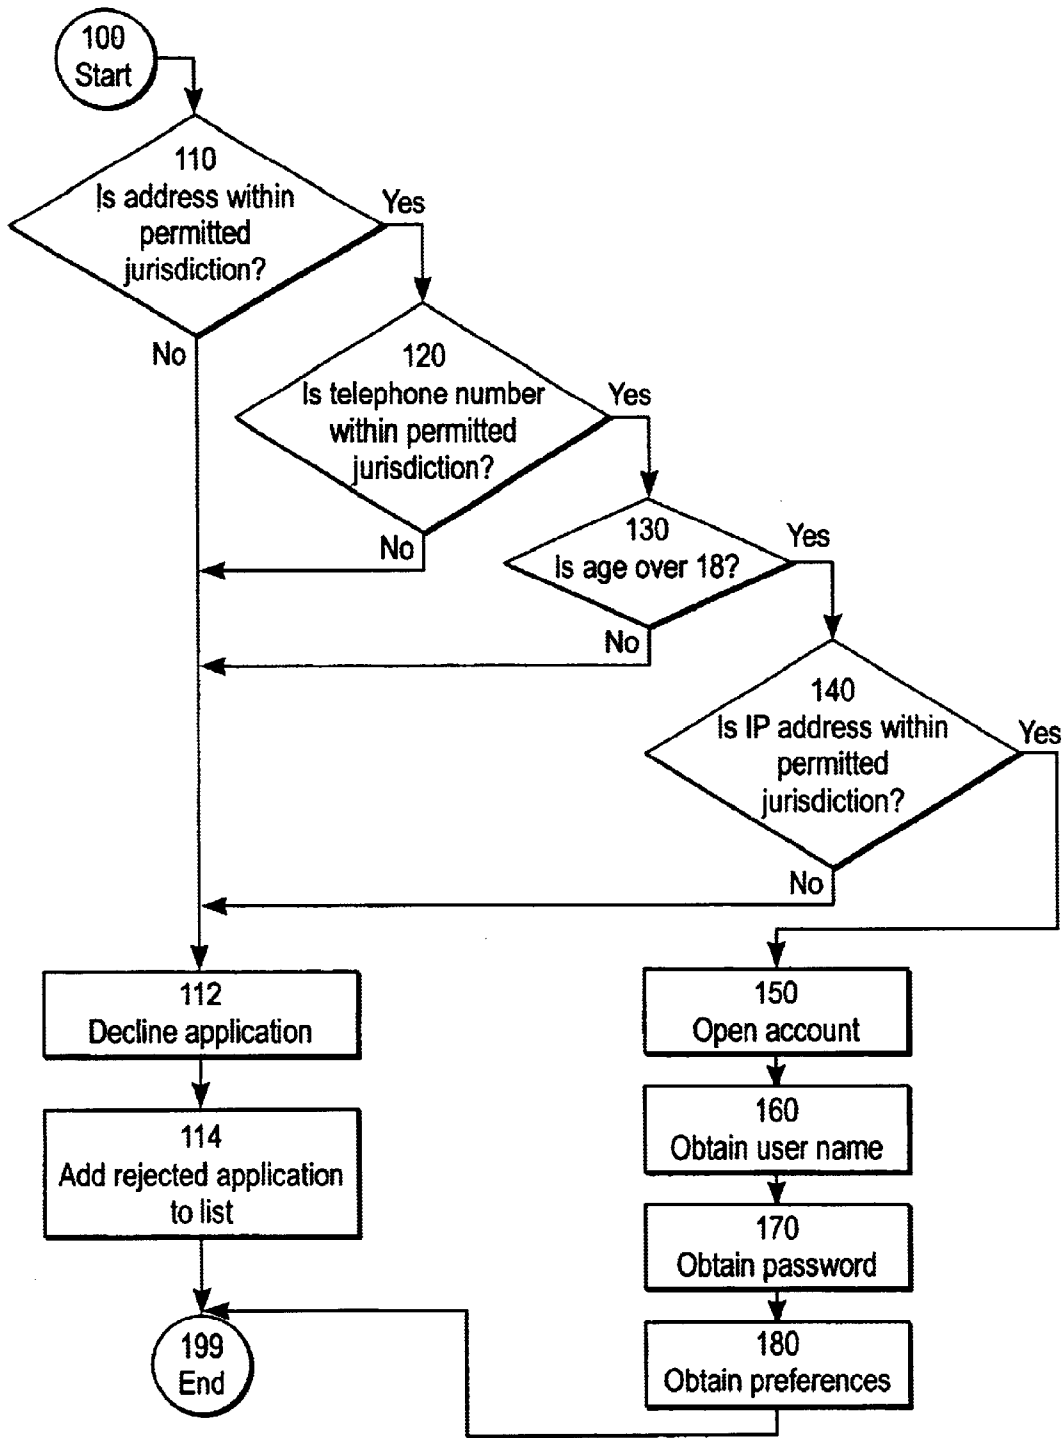 100
Start
110
Is address within
permitted
jurisdiction?
Yes
No
120
Is telephone number
within permitted
jurisdiction?
Yes
No
130
Is age over 18?
Yes
No
140
Is IP address within
permitted
jurisdiction?
Yes
No
112
Decline application
114
Add rejected application
to list
150
Open account
160
Obtain user name
170
Obtain password
180
Obtain preferences
199
End